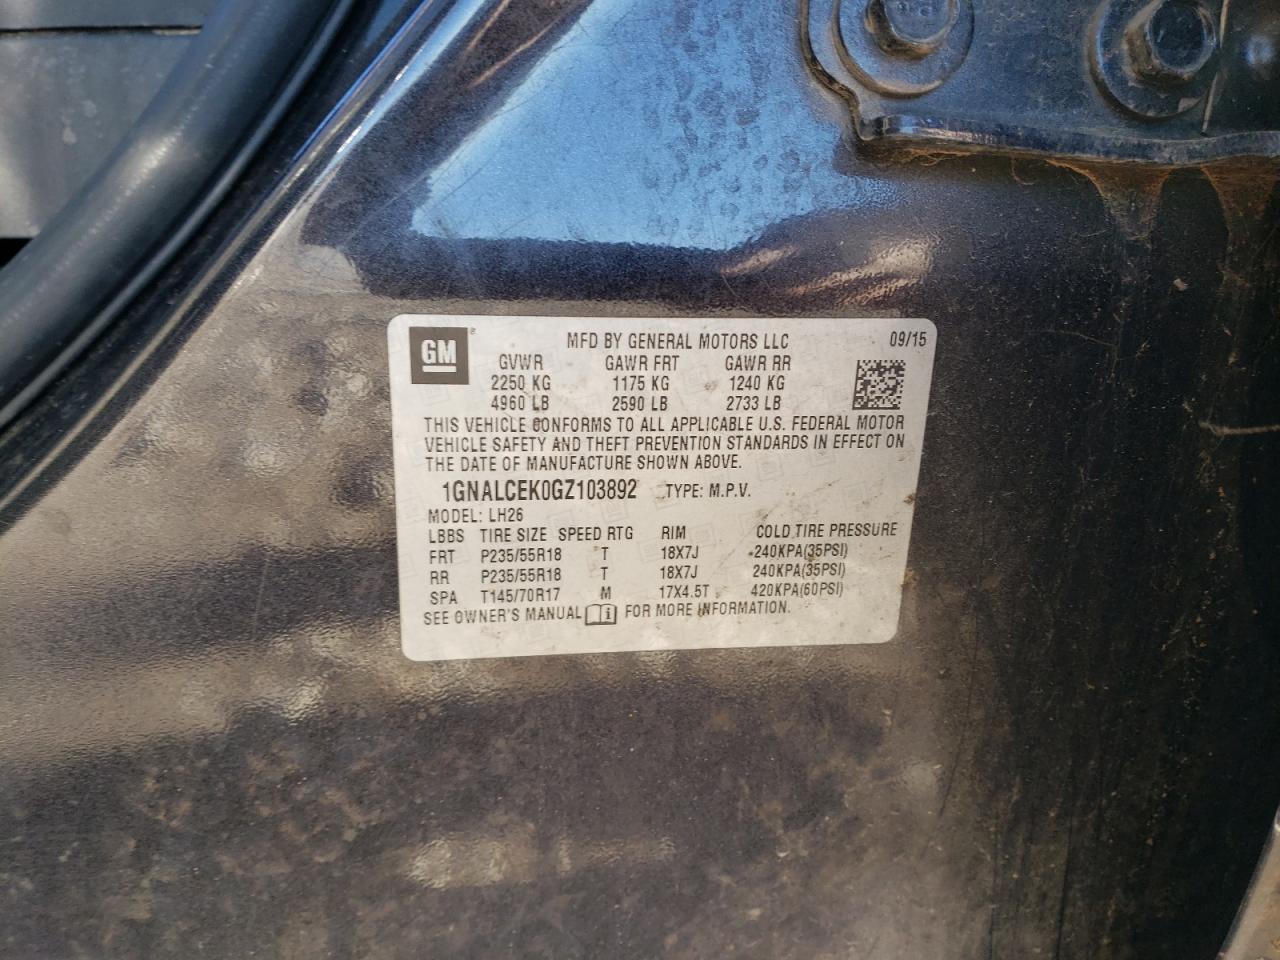 GM
MFD BY GENERAL MOTORS LLC 09/15
GVWR GAWR FRT GAWR RR
2250 KG 1175 KG 1240 KG
4960 LB 2590 LB 2733 LB
THIS VEHICLE CONFORMS TO ALL APPLICABLE U.S. FEDERAL MOTOR
VEHICLE SAFETY AND THEFT PREVENTION STANDARDS IN EFFECT ON
THE DATE OF MANUFACTURE SHOWN ABOVE.
1GNALCEK0GZ103892 TYPE: M.P.V.
MODEL: LH26
LBBS TIRE SIZE SPEED RTG RIM COLD TIRE PRESSURE
FRT P235/55R18 T 18X7J 240KPA(35PSI)
RR P235/55R18 T 18X7J 240KPA(35PSI)
SPA T145/70R17 M 17X4.5T 420KPA(60PSI)
SEE OWNER'S MANUAL i FOR MORE INFORMATION.